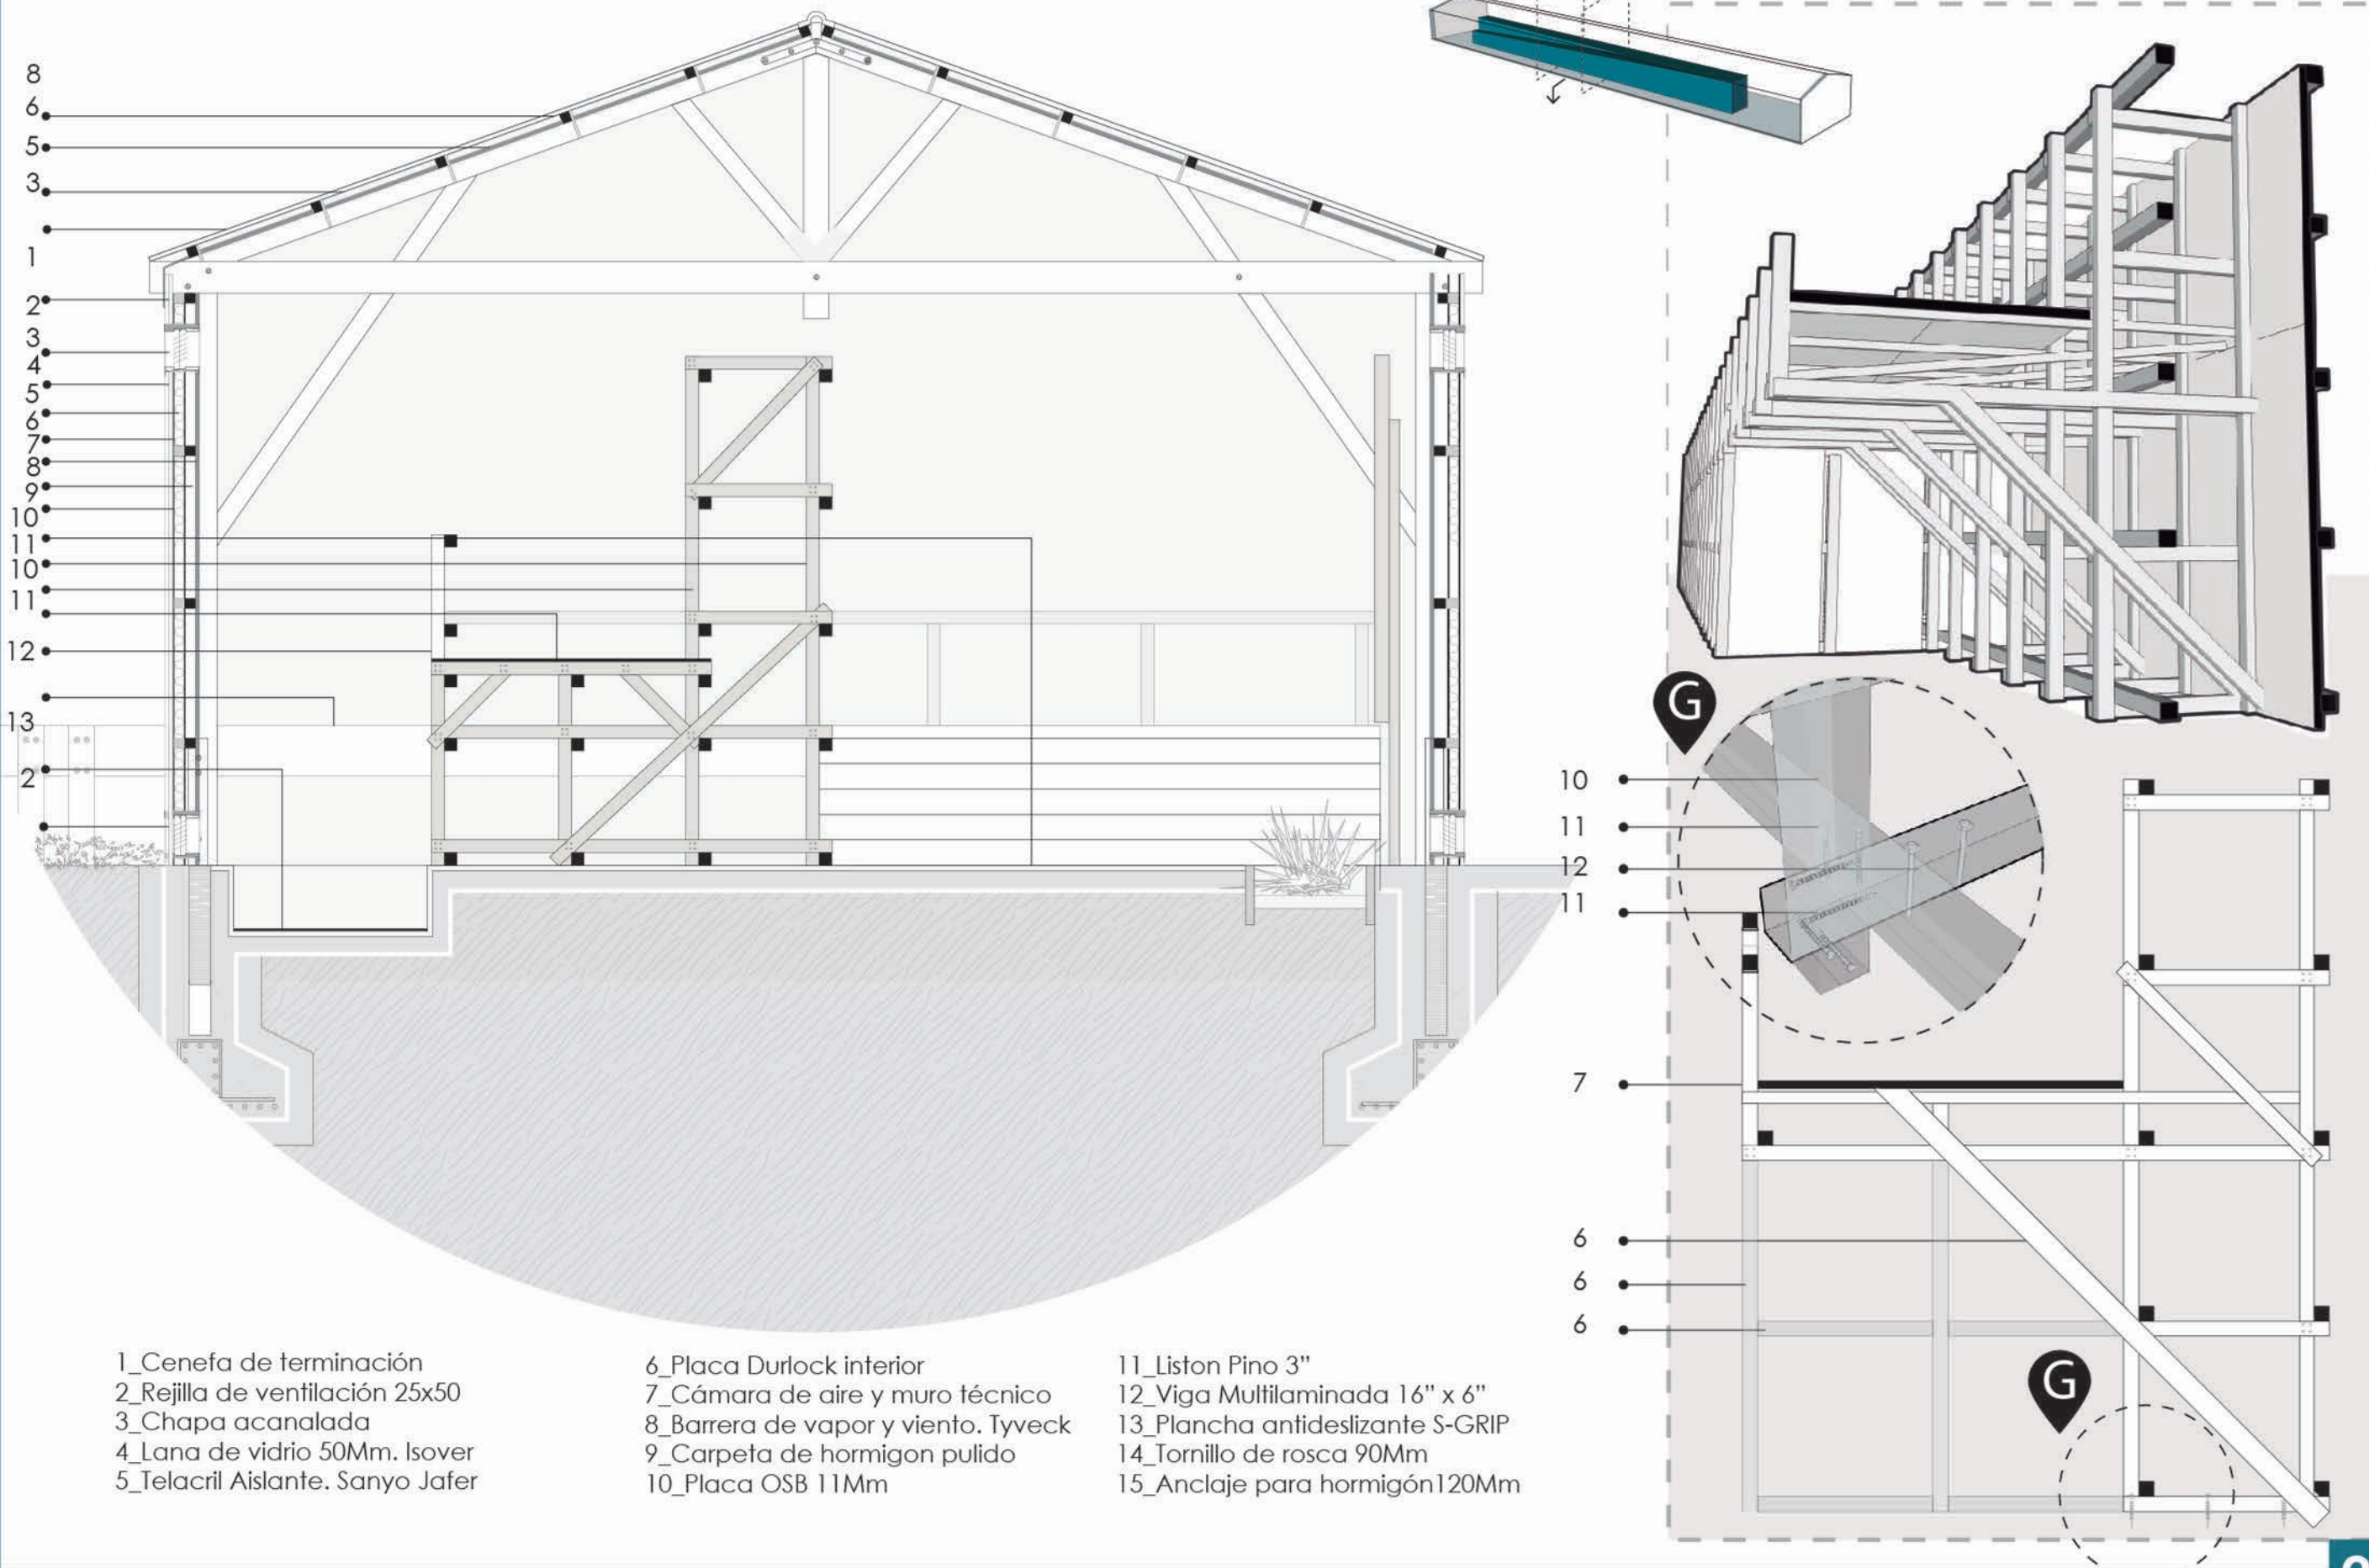 8
6
5
3
1
2
3
4
5
6
7
8
9
10
11
10
11
12
13
2
G
10
11
12
11
7
6
6
6
G
1_Cenefa de terminación
2_Rejilla de ventilación 25x50
3_Chapa acanalada
4_Lana de vidrio 50Mm. Isover
5_Telacril Aislante. Sanyo Jafer
6_Placa Durlock interior
7_Cámara de aire y muro técnico
8_Barrera de vapor y viento. Tyveck
9_Carpeta de hormigon pulido
10_Placa OSB 11Mm
11_Liston Pino 3”
12_Viga Multilaminada 16” x 6”
13_Plancha antideslizante S-GRIP
14_Tornillo de rosca 90Mm
15_Anclaje para hormigón120Mm